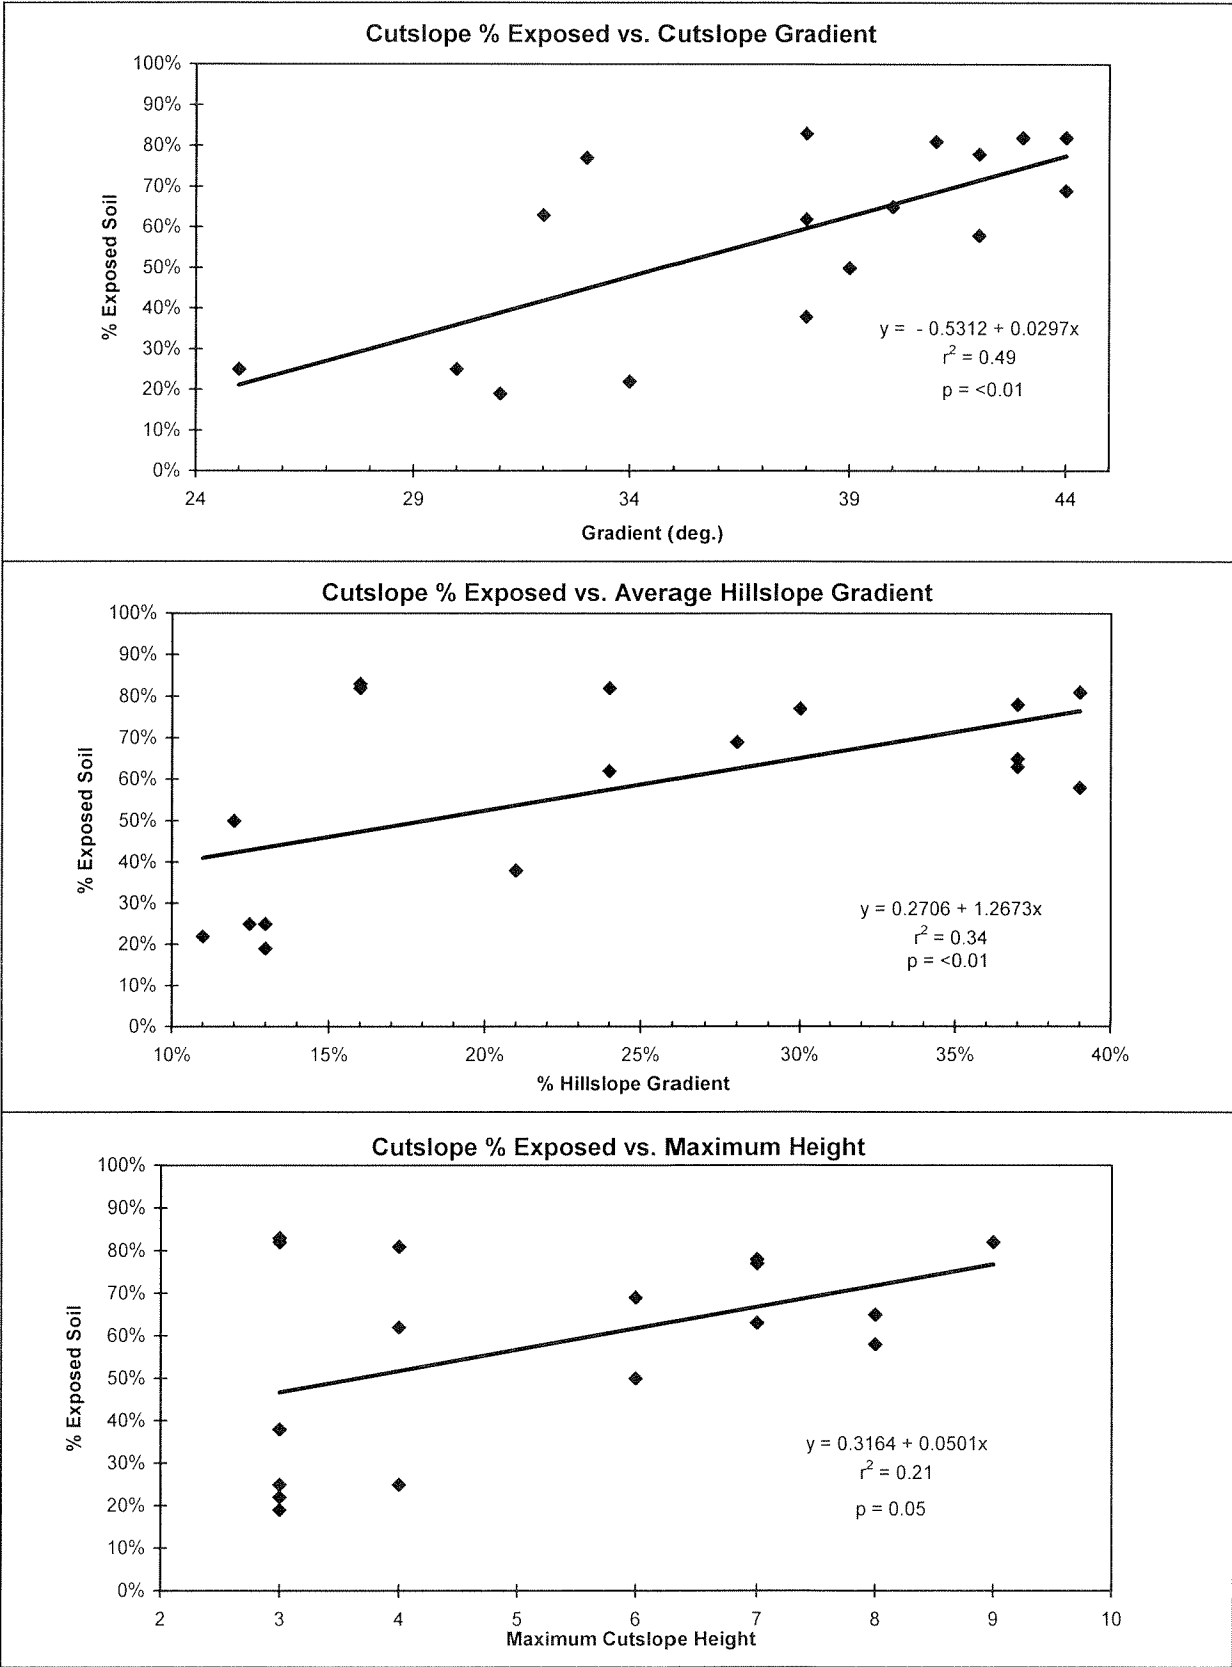 Cutslope % Exposed vs. Cutslope Gradient
100%
90%
80%
70%
60%
50%
40%
30%
20%
10%
0%
% Exposed Soil
y = - 0.5312 + 0.0297x
r² = 0.49
p = <0.01
24 29 34 39 44
Gradient (deg.)
Cutslope % Exposed vs. Average Hillslope Gradient
100%
90%
80%
70%
60%
50%
40%
30%
20%
10%
0%
% Exposed Soil
y = 0.2706 + 1.2673x
r² = 0.34
p = <0.01
10% 15% 20% 25% 30% 35% 40%
% Hillslope Gradient
Cutslope % Exposed vs. Maximum Height
100%
90%
80%
70%
60%
50%
40%
30%
20%
10%
0%
% Exposed Soil
y = 0.3164 + 0.0501x
r² = 0.21
p = 0.05
2 3 4 5 6 7 8 9 10
Maximum Cutslope Height